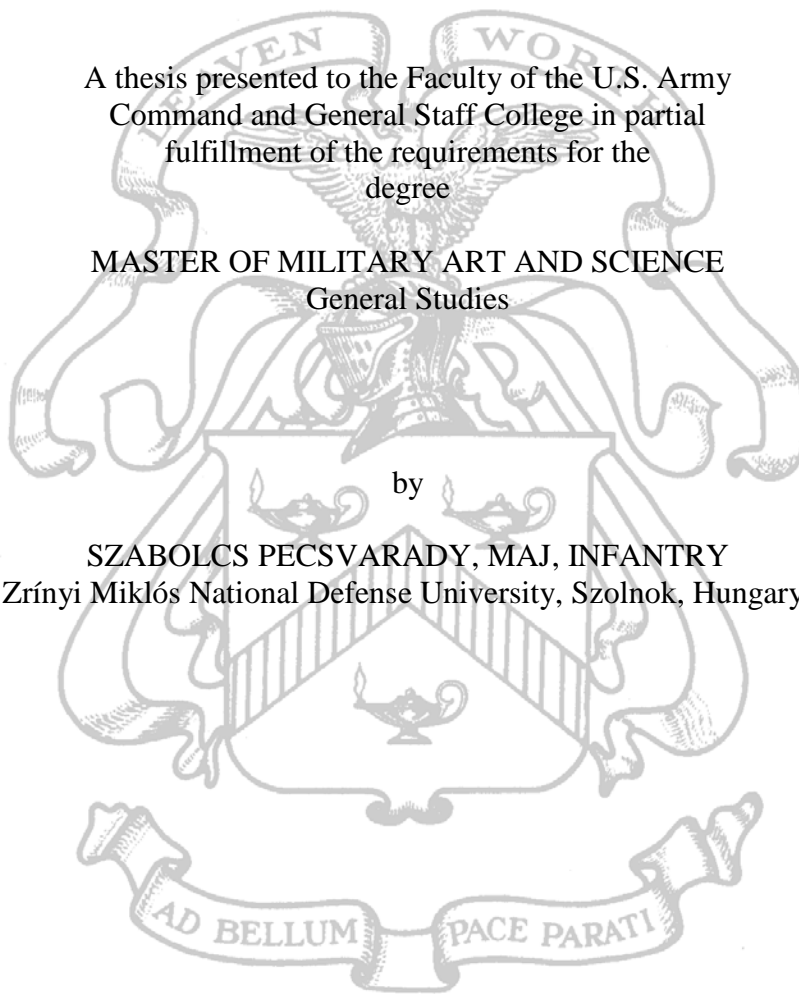 LEAVEN WOR
A thesis presented to the Faculty of the U.S. Army
Command and General Staff College in partial
fulfillment of the requirements for the
degree
MASTER OF MILITARY ART AND SCIENCE
General Studies
by
SZABOLCS PECSVARADY, MAJ, INFANTRY
Zrínyi Miklós National Defense University, Szolnok, Hungary
AD BELLUM PACE PARATI